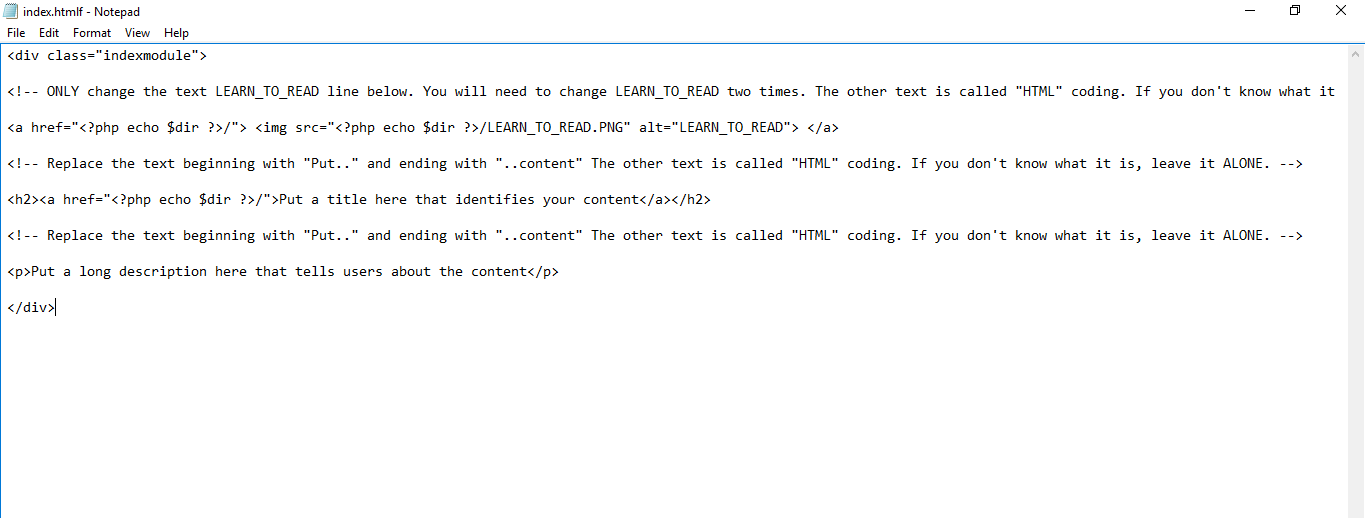 index.htmlf - Notepad
File Edit Format View Help
<div class="indexmodule">
<!-- ONLY change the text LEARN_TO_READ line below. You will need to change LEARN_TO_READ two times. The other text is called "HTML" coding. If you don't know what it
<a href="<?php echo $dir ?>/"> <img src="<?php echo $dir ?>/LEARN_TO_READ.PNG" alt="LEARN_TO_READ"> </a>
<!-- Replace the text beginning with "Put.." and ending with "..content" The other text is called "HTML" coding. If you don't know what it is, leave it ALONE. -->
<h2><a href="<?php echo $dir ?>/">Put a title here that identifies your content</a></h2>
<!-- Replace the text beginning with "Put.." and ending with "..content" The other text is called "HTML" coding. If you don't know what it is, leave it ALONE. -->
<p>Put a long description here that tells users about the content</p>
</div>